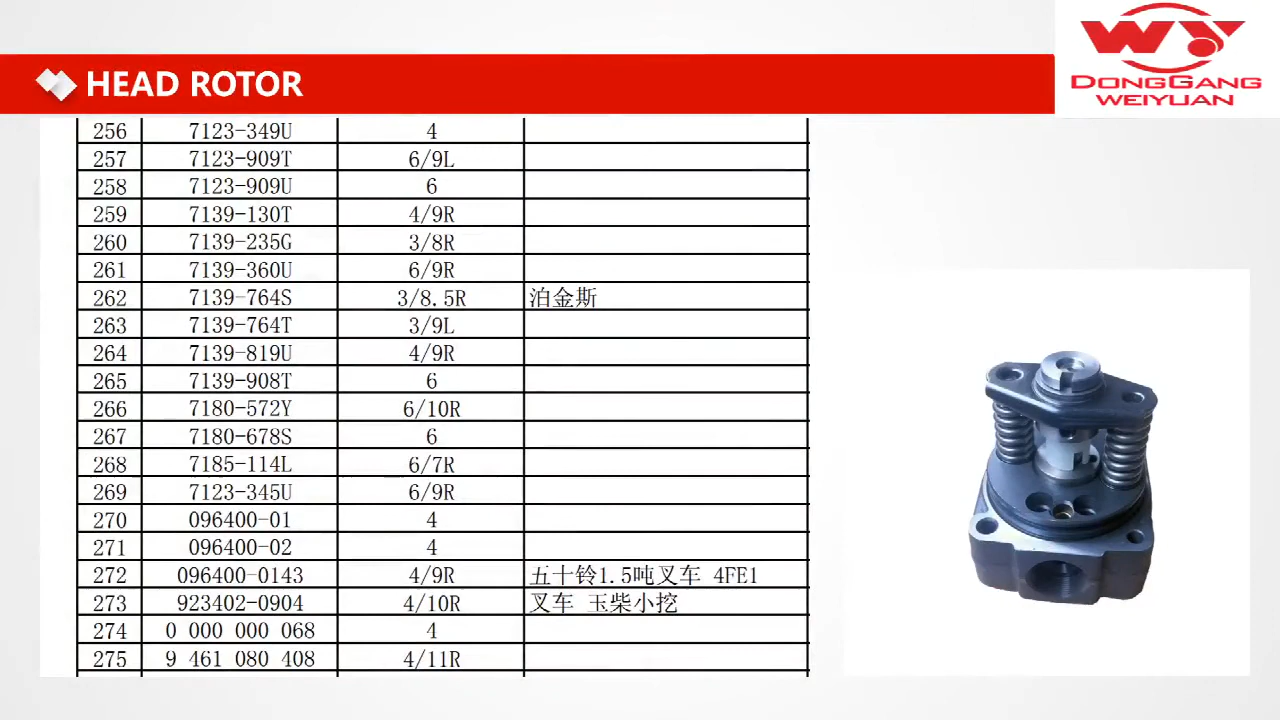 HEAD ROTOR
WY
DONGGANG
WEIYUAN
256 7123-349U 4
257 7123-909T 6/9L
258 7123-909U 6
259 7139-130T 4/9R
260 7139-235G 3/8R
261 7139-360U 6/9R
262 7139-764S 3/8.5R 泊金斯
263 7139-764T 3/9L
264 7139-819U 4/9R
265 7139-908T 6
266 7180-572Y 6/10R
267 7180-678S 6
268 7185-114L 6/7R
269 7123-345U 6/9R
270 096400-01 4
271 096400-02 4
272 096400-0143 4/9R 五十铃1.5吨叉车 4FE1
273 923402-0904 4/10R 叉车 玉柴小挖
274 0 000 000 068 4
275 9 461 080 408 4/11R